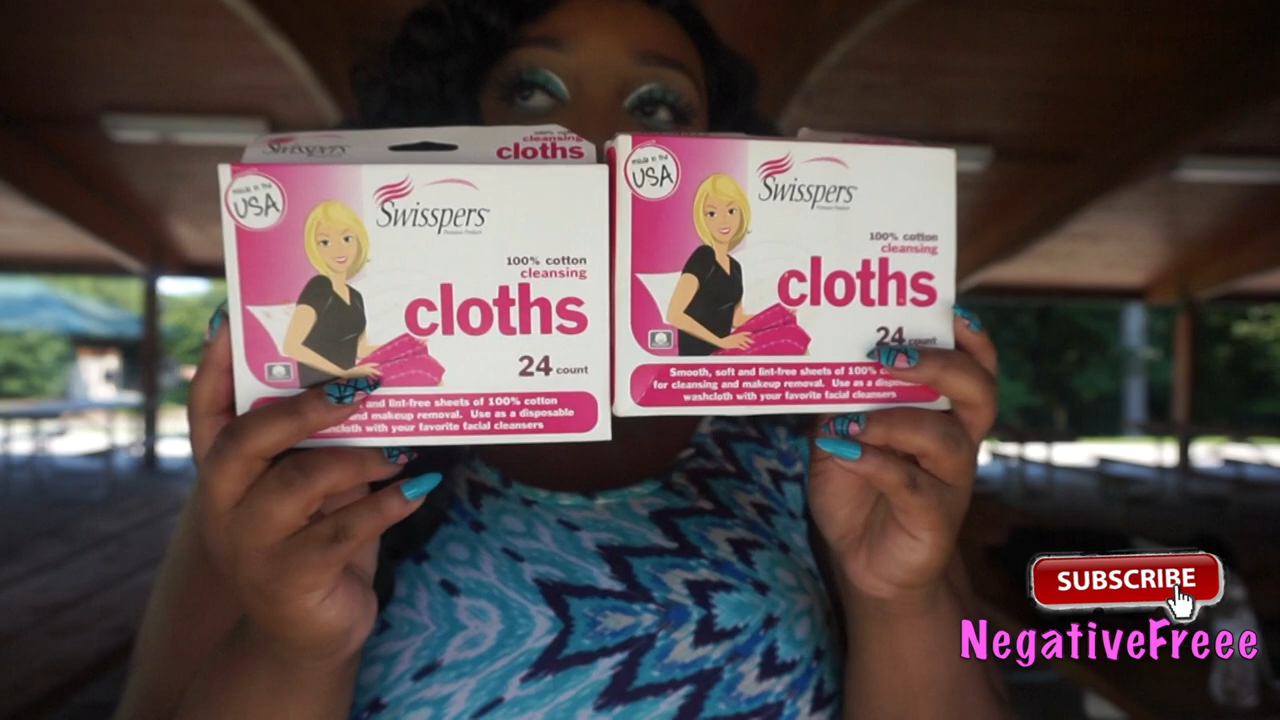 Swisspers
cleansing
cloths
made in the
USA
Swisspers
100% cotton
cleansing
cloths
24 count
and lint-free sheets of 100% cotton
and makeup removal. Use as a disposable
cloth with your favorite facial cleansers
made in the
USA
Swisspers
100% cotton
cleansing
cloths
24 count
Smooth, soft and lint-free sheets of 100%
for cleansing and makeup removal. Use as a
washcloth with your favorite facial cleansers
SUBSCRIBE
NegativeFreee